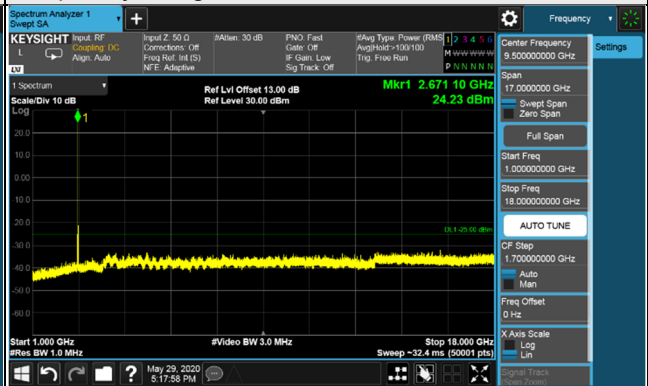 Spectrum Analyzer 1
Swept SA
Frequency
KEYSIGHT
L
LXI
Input: RF
Coupling: DC
Align: Auto
Input Z: 50 Ω
Corrections: Off
Freq Ref: Int (S)
NFE: Adaptive
#Atten: 30 dB
PNO: Fast
Gate: Off
IF Gain: Low
Sig Track: Off
#Avg Type: Power (RMS
Avg|Hold:>100/100
Trig: Free Run
1 2 3 4 5 6
M W W W W W
P N N N N N
1 Spectrum
Scale/Div 10 dB
Log
Ref Lvl Offset 13.00 dB
Ref Level 30.00 dBm
Mkr1 2.671 10 GHz
24.23 dBm
1
20.0
10.0
0.00
-10.0
-20.0
-30.0
-40.0
-50.0
-60.0
DL1 -25.00 dBm
Start 1.000 GHz
#Res BW 1.0 MHz
#Video BW 3.0 MHz
Stop 18.000 GHz
Sweep ~32.4 ms (50001 pts)
May 29, 2020
5:17:58 PM
Center Frequency
9.500000000 GHz
Settings
Span
17.0000000 GHz
Swept Span
Zero Span
Full Span
Start Freq
1.000000000 GHz
Stop Freq
18.000000000 GHz
AUTO TUNE
CF Step
1.700000000 GHz
Auto
Man
Freq Offset
0 Hz
X Axis Scale
Log
Lin
Signal Track
(Span Zoom)